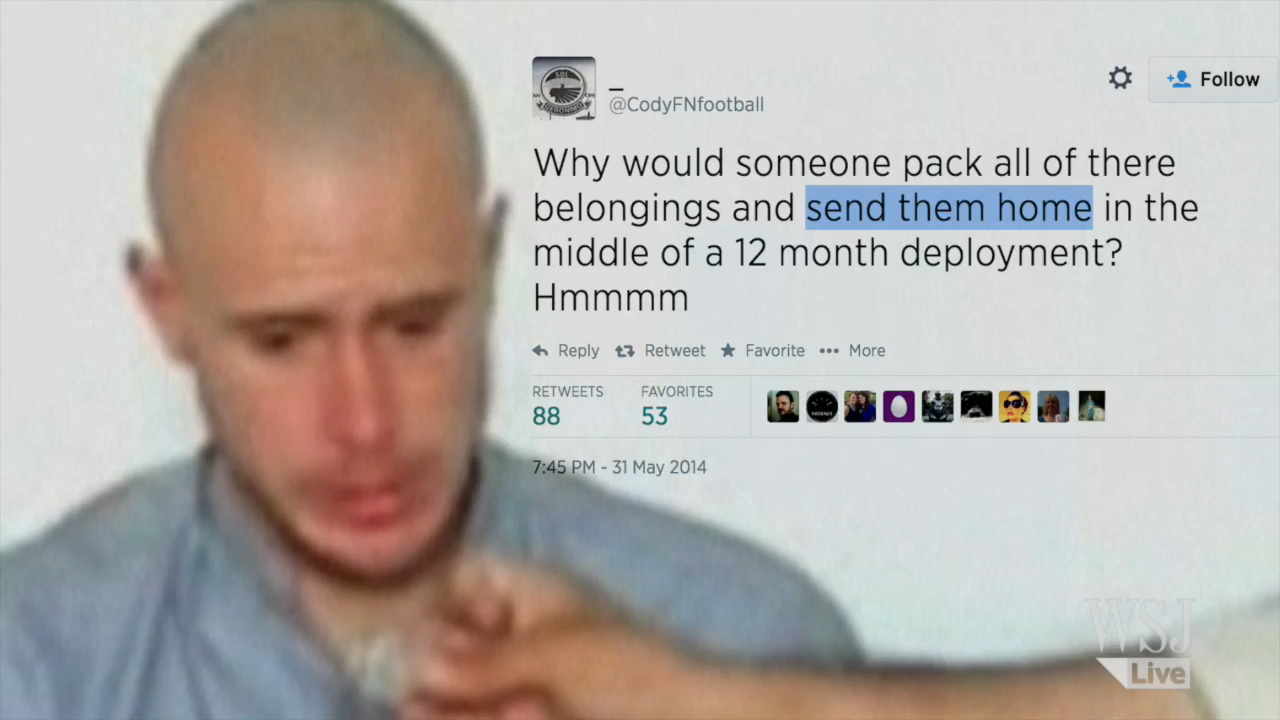 _
@CodyFNfootball
Follow
Why would someone pack all of there
belongings and send them home in the
middle of a 12 month deployment?
Hmmmm
Reply Retweet Favorite More
RETWEETS FAVORITES
88 53
7:45 PM - 31 May 2014
WSJ
Live